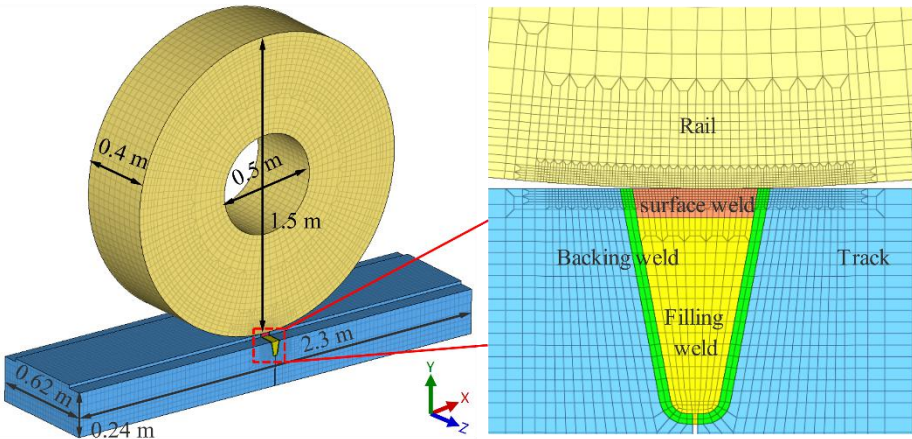 0.4 m
0.5 m
1.5 m
2.3 m
0.62 m
0.24 m
Y
X
Z
Rail
surface weld
Backing weld
Track
Filling
weld